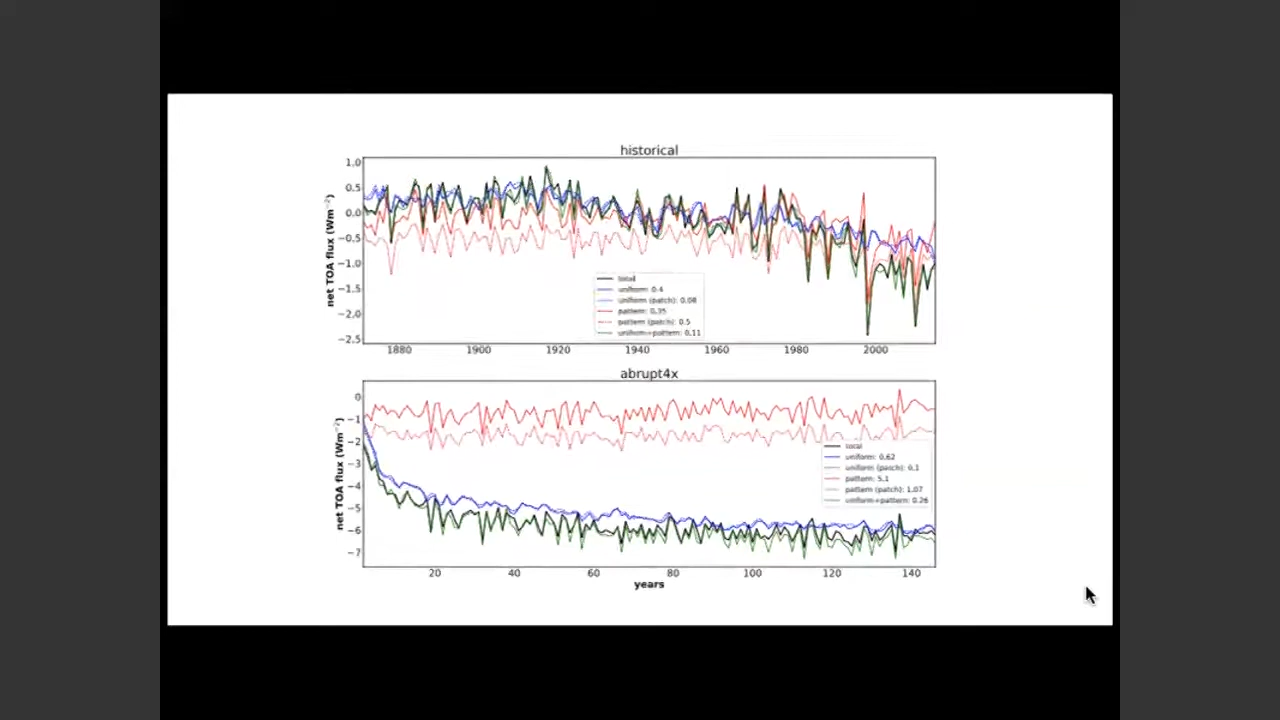 historical
net TOA flux (Wm⁻²)
1.0
0.5
0.0
−0.5
−1.0
−1.5
−2.0
−2.5
total
uniform: 0.4
uniform (patch): 0.08
pattern: 0.35
pattern (patch): 0.5
uniform+pattern: 0.11
1880 1900 1920 1940 1960 1980 2000
abrupt4x
net TOA flux (Wm⁻²)
0
−1
−2
−3
−4
−5
−6
−7
total
uniform: 0.62
uniform (patch): 0.1
pattern: 5.1
pattern (patch): 1.07
uniform+pattern: 0.26
20 40 60 80 100 120 140
years